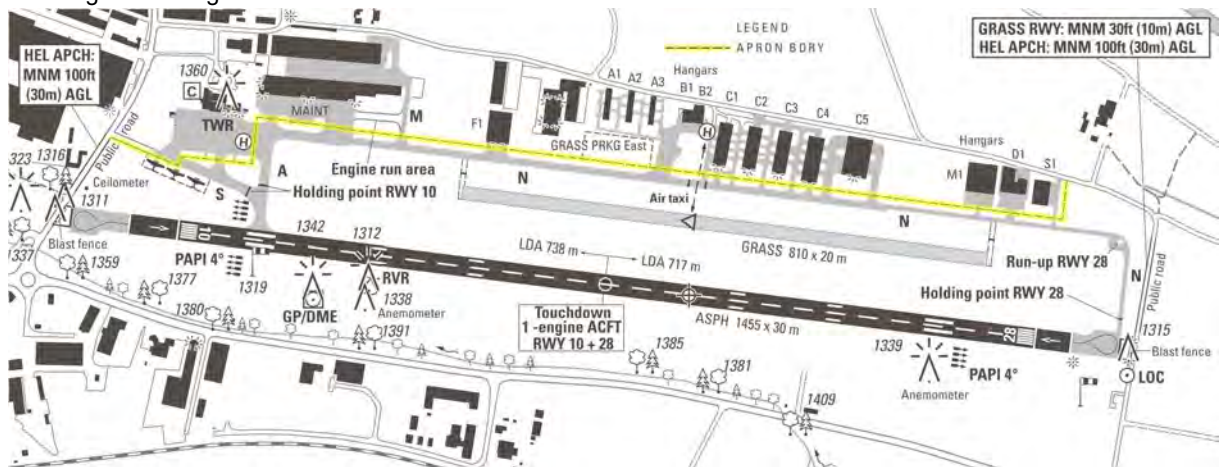 LEGEND
APRON BDRY
HEL APCH:
MNM 100ft
(30m) AGL
GRASS RWY: MNM 30ft (10m) AGL
HEL APCH: MNM 100ft (30m) AGL
1360
C
TWR
MAINT
M
F1
A1
A2
A3
Hangars
B1
B2
C1
C2
C3
C4
C5
H
H
GRASS PRKG East
Hangars
M1
D1
S1
Public road
323
1316
1311
1337
Ceilometer
Blast fence
S
A
Engine run area
Holding point RWY 10
N
N
N
Air taxi
GRASS 810 x 20 m
Public road
Run-up RWY 28
Holding point RWY 28
10
1342
1312
LDA 738 m
LDA 717 m
PAPI 4°
1319
GP/DME
RVR
1338
Anemometer
Touchdown
1 -engine ACFT
RWY 10 + 28
ASPH 1455 x 30 m
28
1339
Anemometer
PAPI 4°
1315
Blast fence
LOC
1359
1377
1380
1391
1385
1381
1409